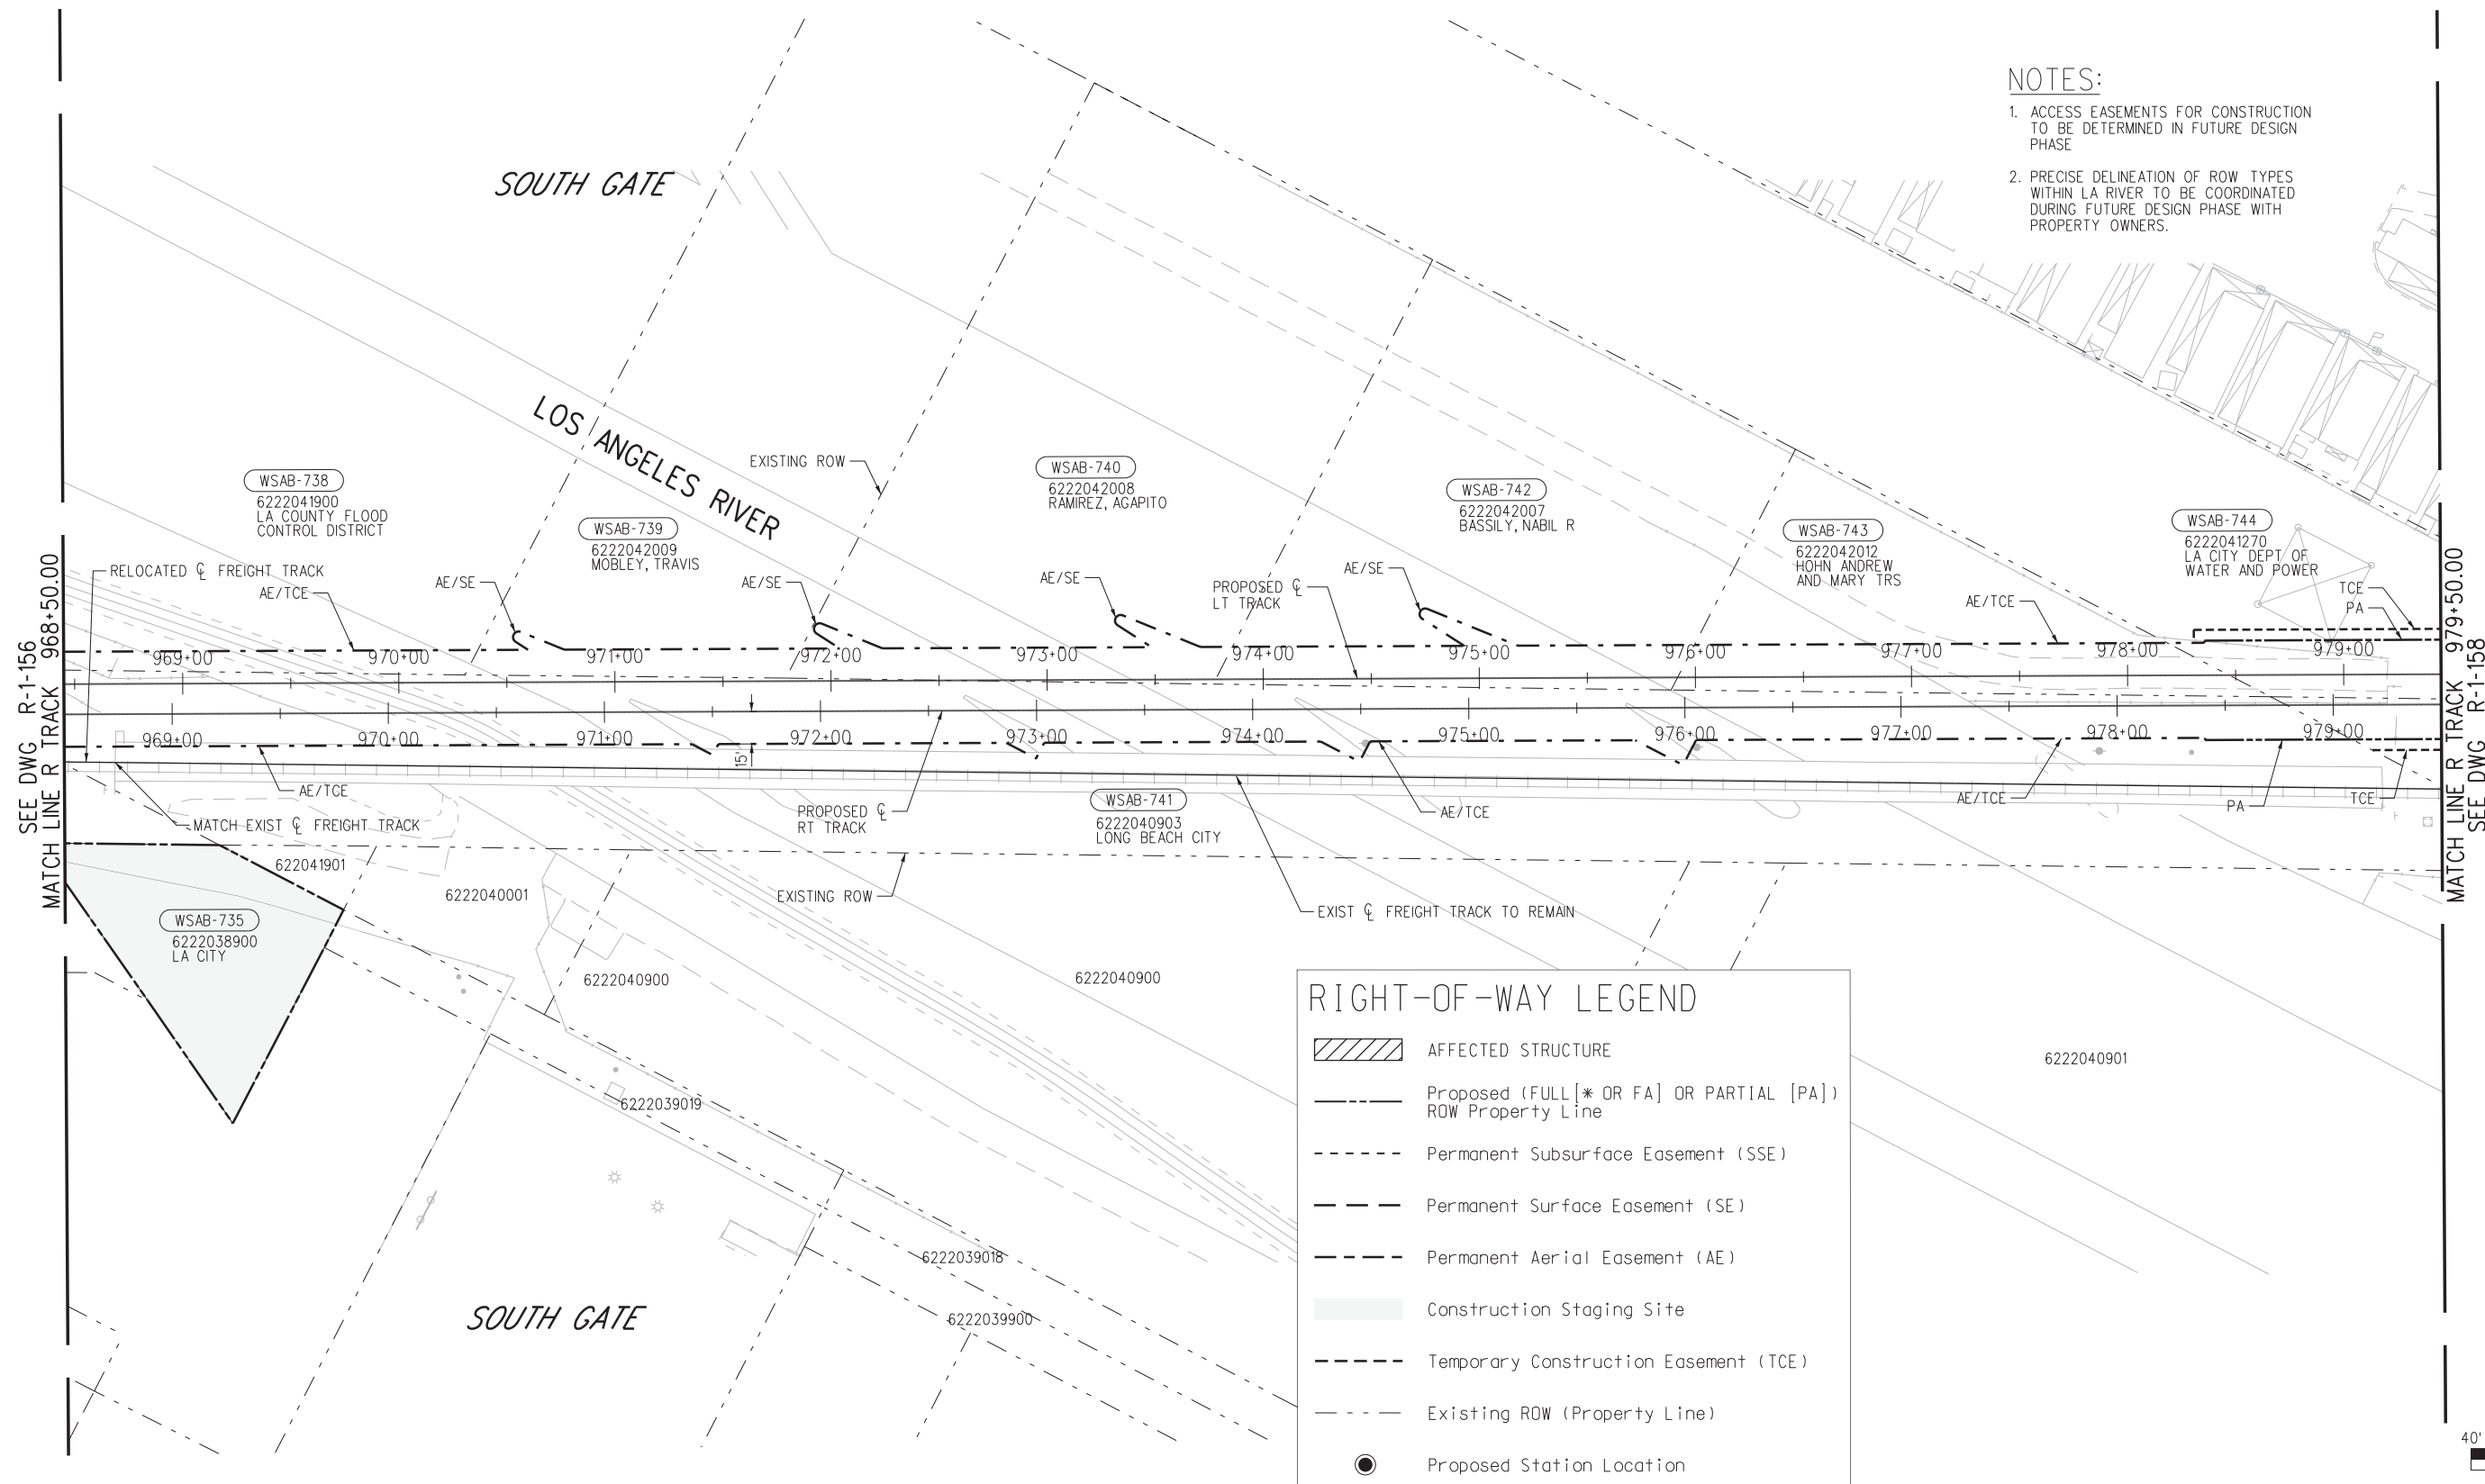 NOTES:
1. ACCESS EASEMENTS FOR CONSTRUCTION
TO BE DETERMINED IN FUTURE DESIGN
PHASE
2. PRECISE DELINEATION OF ROW TYPES
WITHIN LA RIVER TO BE COORDINATED
DURING FUTURE DESIGN PHASE WITH
PROPERTY OWNERS.
SOUTH GATE
LOS ANGELES RIVER
EXISTING ROW
WSAB-738
6222041900
LA COUNTY FLOOD
CONTROL DISTRICT
WSAB-739
6222042009
MOBLEY, TRAVIS
WSAB-740
6222042008
RAMIREZ, AGAPITO
WSAB-742
6222042007
BASSILY, NABIL R
WSAB-743
6222042012
HOHN ANDREW
AND MARY TRS
WSAB-744
6222041270
LA CITY DEPT OF
WATER AND POWER
SEE DWG R-1-156
MATCH LINE R TRACK 968+50.00
MATCH LINE R TRACK 979+50.00
SEE DWG R-1-158
RELOCATED ℄ FREIGHT TRACK
AE/TCE
AE/SE
AE/SE
AE/SE
PROPOSED ℄
LT TRACK
AE/SE
AE/TCE
TCE
PA
969+00 970+00 971+00 972+00 973+00 974+00 975+00 976+00 977+00 978+00 979+00
969+00 970+00 971+00 972+00 973+00 974+00 975+00 976+00 977+00 978+00 979+00
15'
AE/TCE
MATCH EXIST ℄ FREIGHT TRACK
PROPOSED ℄
RT TRACK
WSAB-741
6222040903
LONG BEACH CITY
AE/TCE
AE/TCE
PA
TCE
622041901
6222040001
EXISTING ROW
EXIST ℄ FREIGHT TRACK TO REMAIN
WSAB-735
6222038900
LA CITY
6222040900
6222040900
6222040901
6222039019
6222039018
6222039900
SOUTH GATE
RIGHT-OF-WAY LEGEND
AFFECTED STRUCTURE
Proposed (FULL[* OR FA] OR PARTIAL [PA])
ROW Property Line
Permanent Subsurface Easement (SSE)
Permanent Surface Easement (SE)
Permanent Aerial Easement (AE)
Construction Staging Site
Temporary Construction Easement (TCE)
Existing ROW (Property Line)
Proposed Station Location
40'